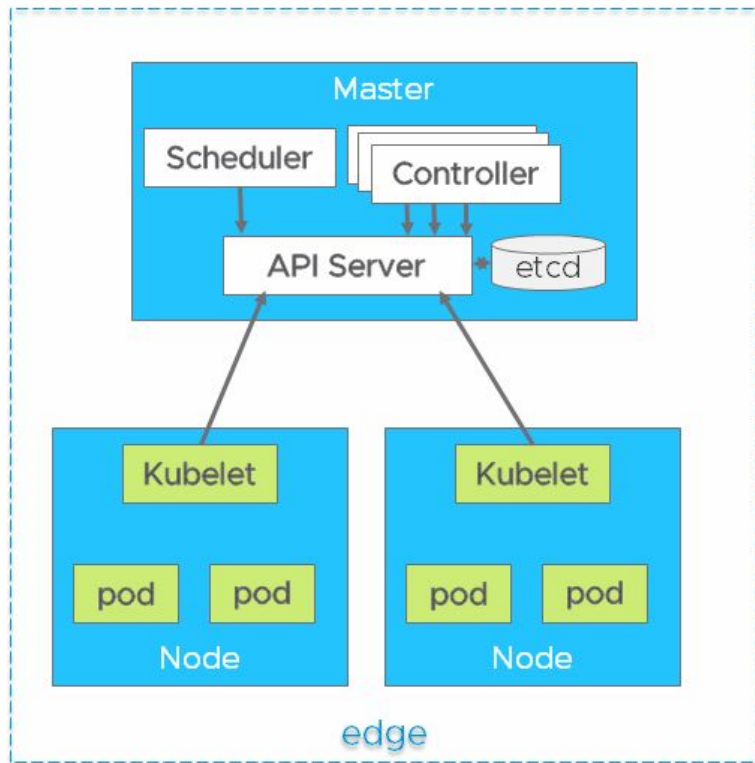 Master
Scheduler
Controller
API Server
etcd
Kubelet
Kubelet
pod
pod
pod
pod
Node
Node
edge